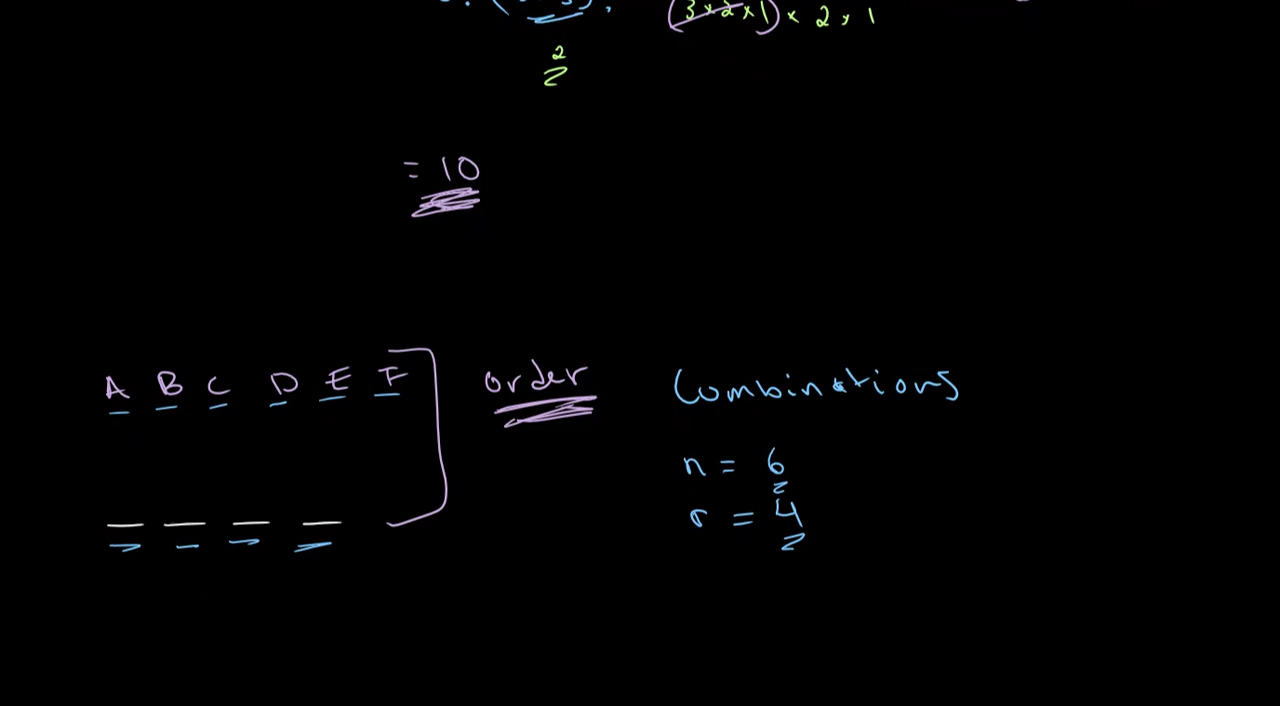 (3 x 2 x 1) x 2 x 1
2
= 10
A B C D E F
order
Combinations
n = 6
r = 4